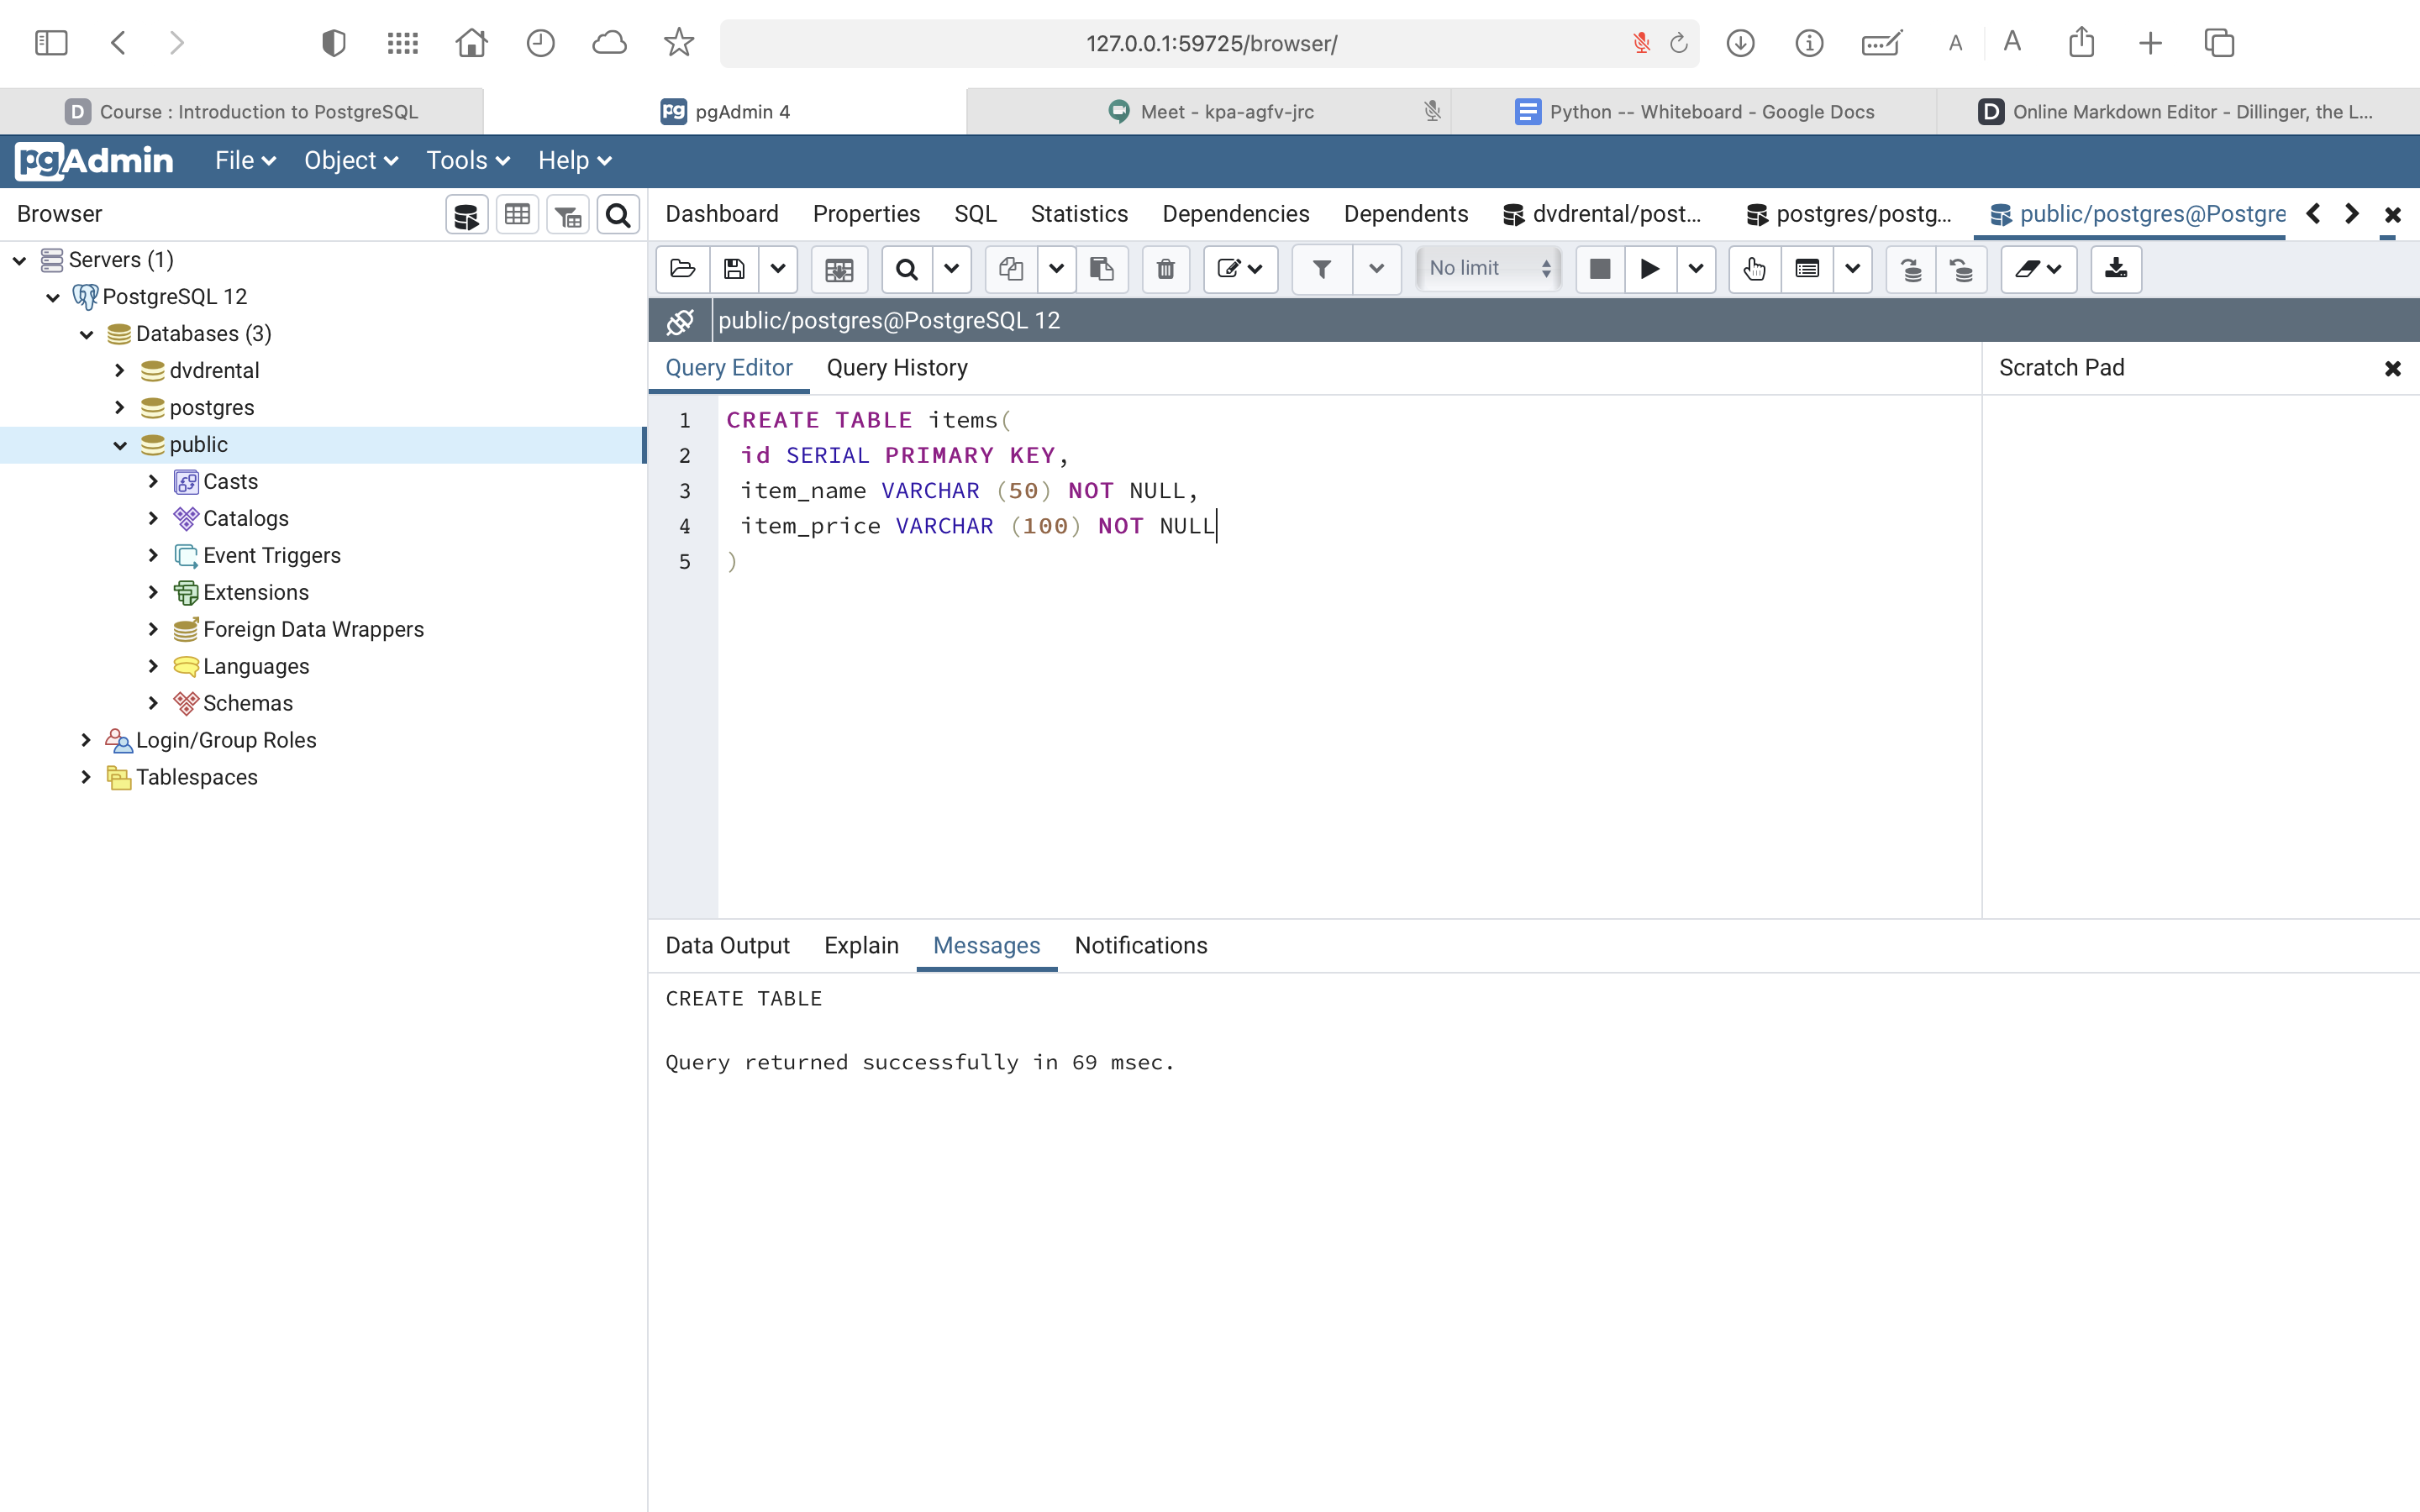 127.0.0.1:59725/browser/
A A
D Course : Introduction to PostgreSQL
pg pgAdmin 4
Meet - kpa-agfv-jrc
Python -- Whiteboard - Google Docs
D Online Markdown Editor - Dillinger, the L...
pgAdmin File Object Tools Help
Browser
Dashboard Properties SQL Statistics Dependencies Dependents dvdrental/post... postgres/postg... public/postgres@Postgre
Servers (1)
PostgreSQL 12
Databases (3)
dvdrental
postgres
public
Casts
Catalogs
Event Triggers
Extensions
Foreign Data Wrappers
Languages
Schemas
Login/Group Roles
Tablespaces
No limit
public/postgres@PostgreSQL 12
Query Editor Query History
Scratch Pad
1 CREATE TABLE items(
2 id SERIAL PRIMARY KEY,
3 item_name VARCHAR (50) NOT NULL,
4 item_price VARCHAR (100) NOT NULL
5 )
Data Output Explain Messages Notifications
CREATE TABLE
Query returned successfully in 69 msec.